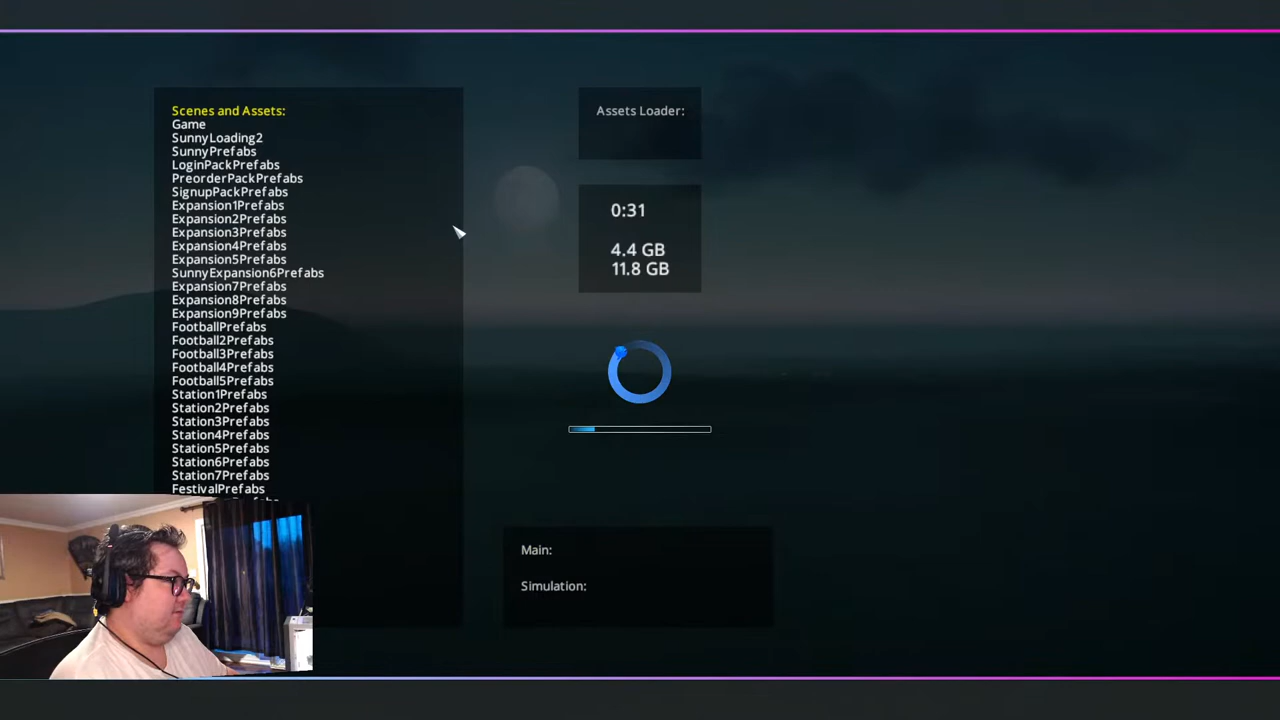 Scenes and Assets:
Game
SunnyLoading2
SunnyPrefabs
LoginPackPrefabs
PreorderPackPrefabs
SignupPackPrefabs
Expansion1Prefabs
Expansion2Prefabs
Expansion3Prefabs
Expansion4Prefabs
Expansion5Prefabs
SunnyExpansion6Prefabs
Expansion7Prefabs
Expansion8Prefabs
Expansion9Prefabs
FootballPrefabs
Football2Prefabs
Football3Prefabs
Football4Prefabs
Football5Prefabs
Station1Prefabs
Station2Prefabs
Station3Prefabs
Station4Prefabs
Station5Prefabs
Station6Prefabs
Station7Prefabs
FestivalPrefabs
Assets Loader:
0:31
4.4 GB
11.8 GB
Main:
Simulation: